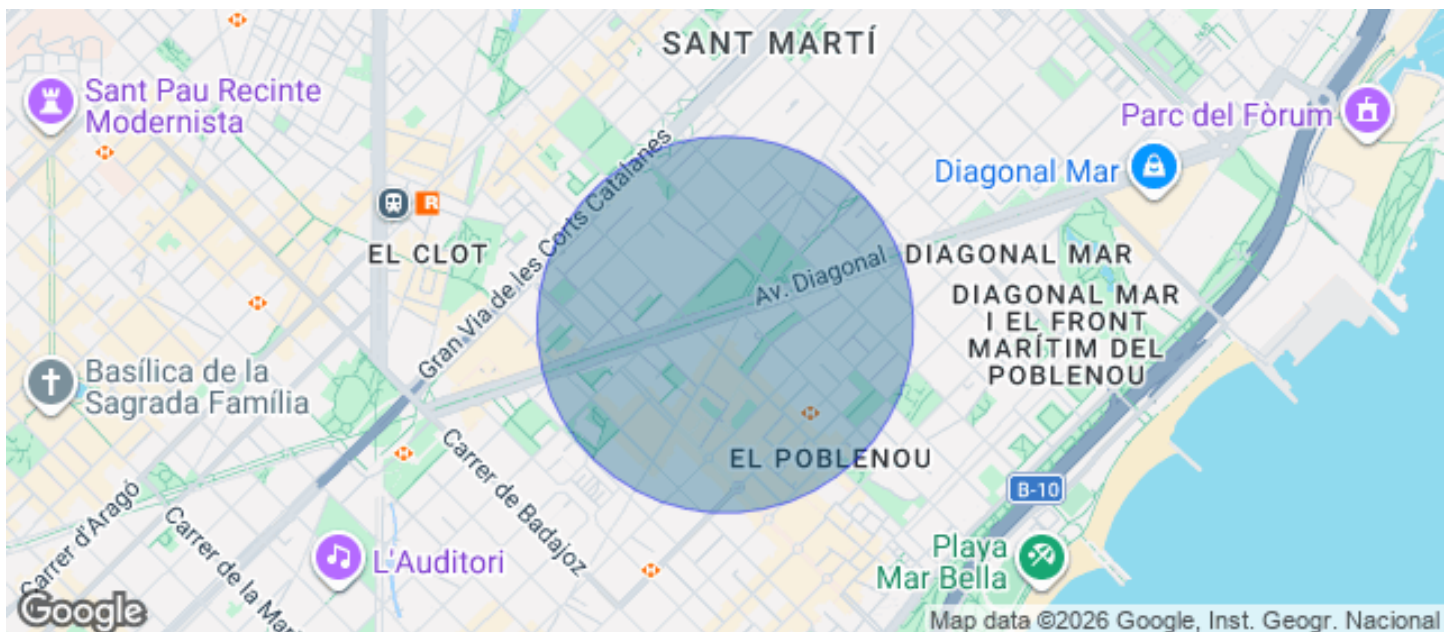 SANT MARTÍ
Sant Pau Recinte
Modernista
Parc del Fòrum
Diagonal Mar
Gran Via de les Corts Catalanes
R
EL CLOT
Av. Diagonal
DIAGONAL MAR
DIAGONAL MAR
I EL FRONT
MARÍTIM DEL
POBLENOU
Basílica de la
Sagrada Família
EL POBLENOU
B-10
Carrer de Badajoz
Carrer d'Aragó
L'Auditori
Playa
Mar Bella
Carrer de la Mar
Google
Map data ©2026 Google, Inst. Geogr. Nacional